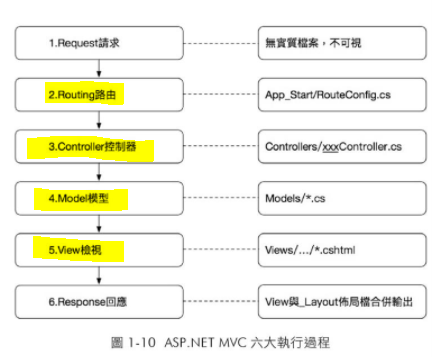 1.Request請求
無實質檔案，不可視
2.Routing路由
App_Start/RouteConfig.cs
3.Controller控制器
Controllers/xxxController.cs
4.Model模型
Models/*.cs
5.View檢視
Views/.../*.cshtml
6.Response回應
View與_Layout佈局檔合併輸出
圖 1-10 ASP.NET MVC 六大執行過程